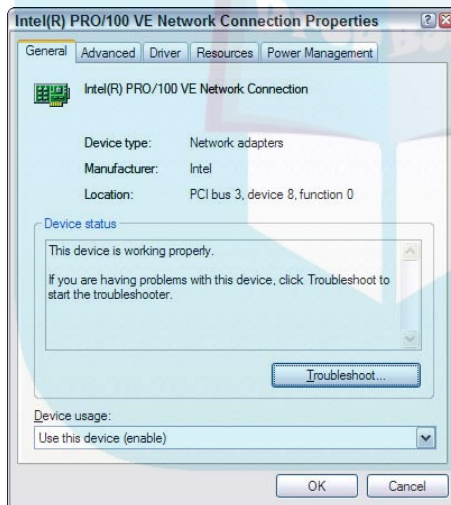 Intel(R) PRO/100 VE Network Connection Properties
General Advanced Driver Resources Power Management
Intel(R) PRO/100 VE Network Connection
Device type: Network adapters
Manufacturer: Intel
Location: PCI bus 3, device 8, function 0
Device status
This device is working properly.
If you are having problems with this device, click Troubleshoot to
start the troubleshooter.
Troubleshoot...
Device usage:
Use this device (enable)
OK Cancel